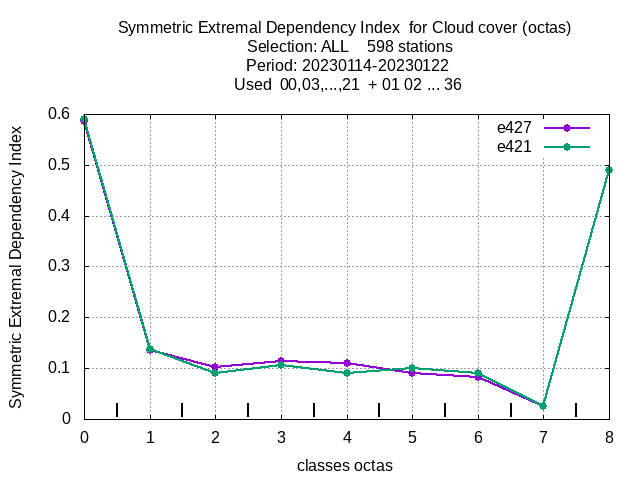 Symmetric Extremal Dependency Index  for Cloud cover (octas)
Selection: ALL    598 stations
Period: 20230114-20230122
Used  00,03,...,21  + 01 02 ... 36
Symmetric Extremal Dependency Index
0.6
0.5
0.4
0.3
0.2
0.1
0
e427
e421
0 1 2 3 4 5 6 7 8
classes octas